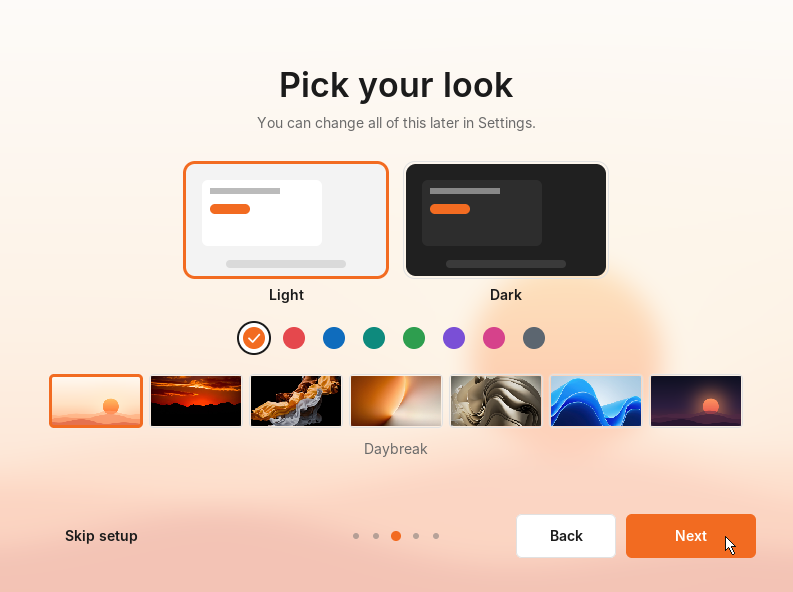 Pick your look
You can change all of this later in Settings.
Light
Dark
Daybreak
Skip setup
Back
Next